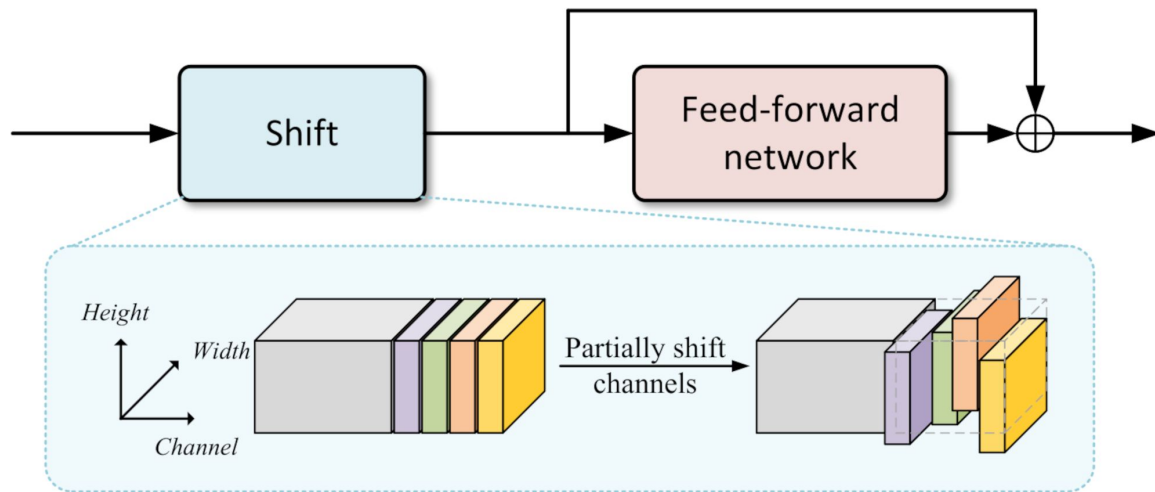 Shift
Feed-forward
network
Height
Width
Channel
Partially shift
channels